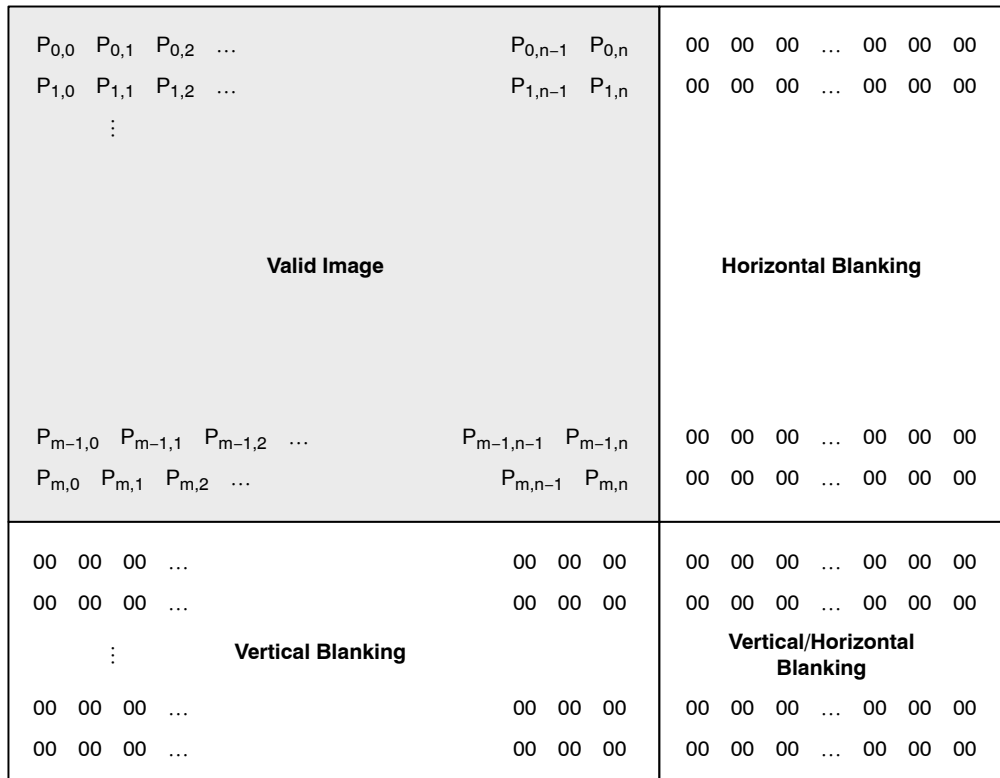 P0,0 P0,1 P0,2 … P0,n−1 P0,n 00 00 00 … 00 00 00
P1,0 P1,1 P1,2 … P1,n−1 P1,n 00 00 00 … 00 00 00
⋮
Valid Image Horizontal Blanking
Pm−1,0 Pm−1,1 Pm−1,2 … Pm−1,n−1 Pm−1,n 00 00 00 … 00 00 00
Pm,0 Pm,1 Pm,2 … Pm,n−1 Pm,n 00 00 00 … 00 00 00
00 00 00 … 00 00 00 00 00 00 … 00 00 00
00 00 00 … 00 00 00 00 00 00 … 00 00 00
⋮ Vertical Blanking Vertical/Horizontal
Blanking
00 00 00 … 00 00 00 00 00 00 … 00 00 00
00 00 00 … 00 00 00 00 00 00 … 00 00 00